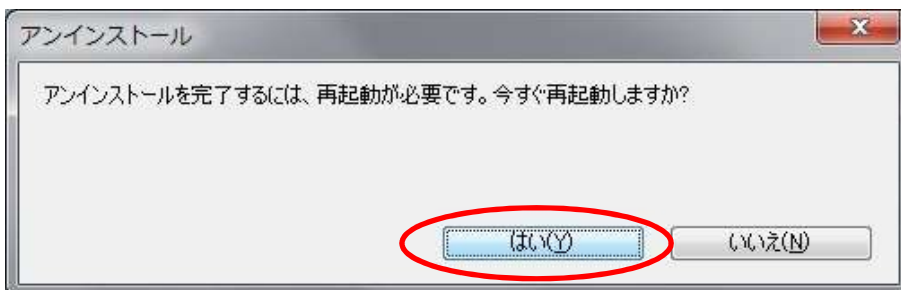 アンインストール
アンインストールを完了するには、再起動が必要です。今すぐ再起動しますか?
はい(Y)
いいえ(N)